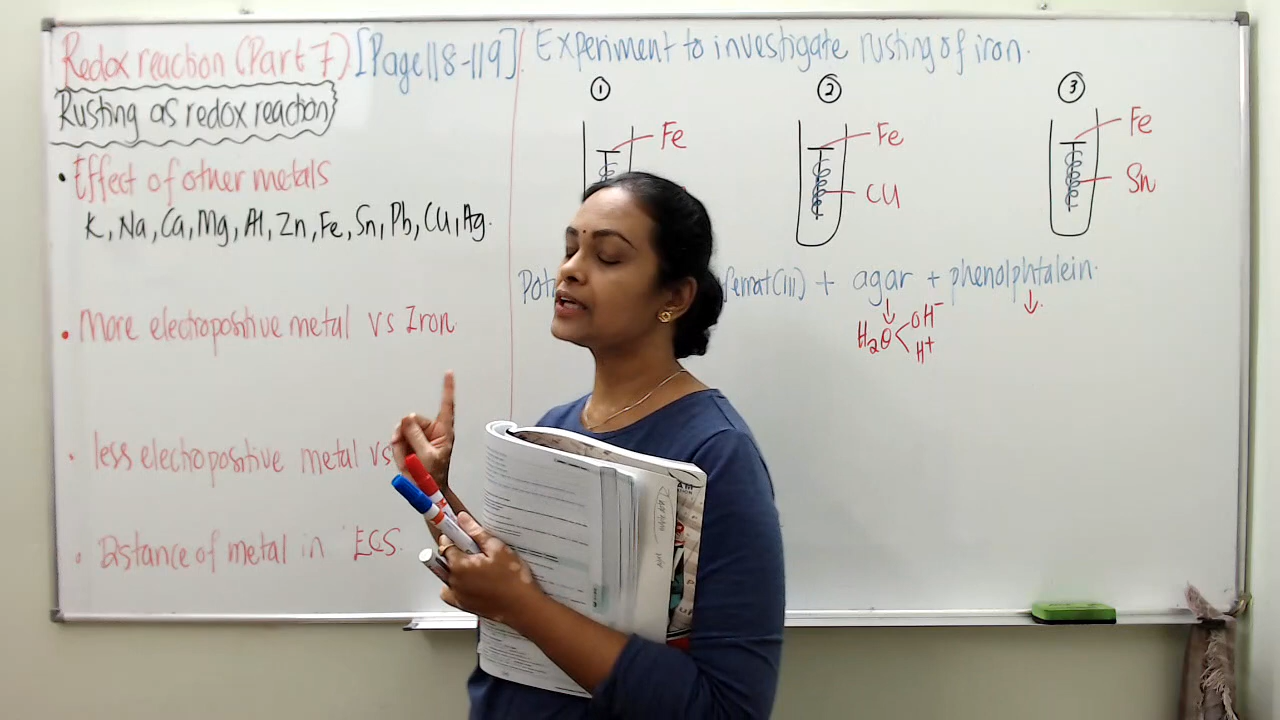 Redox reaction (Part 7) [Page 118-119]
Rusting as redox reaction
• Effect of other metals
K, Na, Ca, Mg, Al, Zn, Fe, Sn, Pb, Cu, Ag.
• More electropositive metal vs Iron.
• less electropositive metal vs
• Distance of metal in ECS.
Experiment to investigate rusting of iron.
① ② ③
Fe Fe Fe
Cu Sn
(III) + agar + phenolphtalein.
↓ ↓
H₂O < OH⁻
H⁺